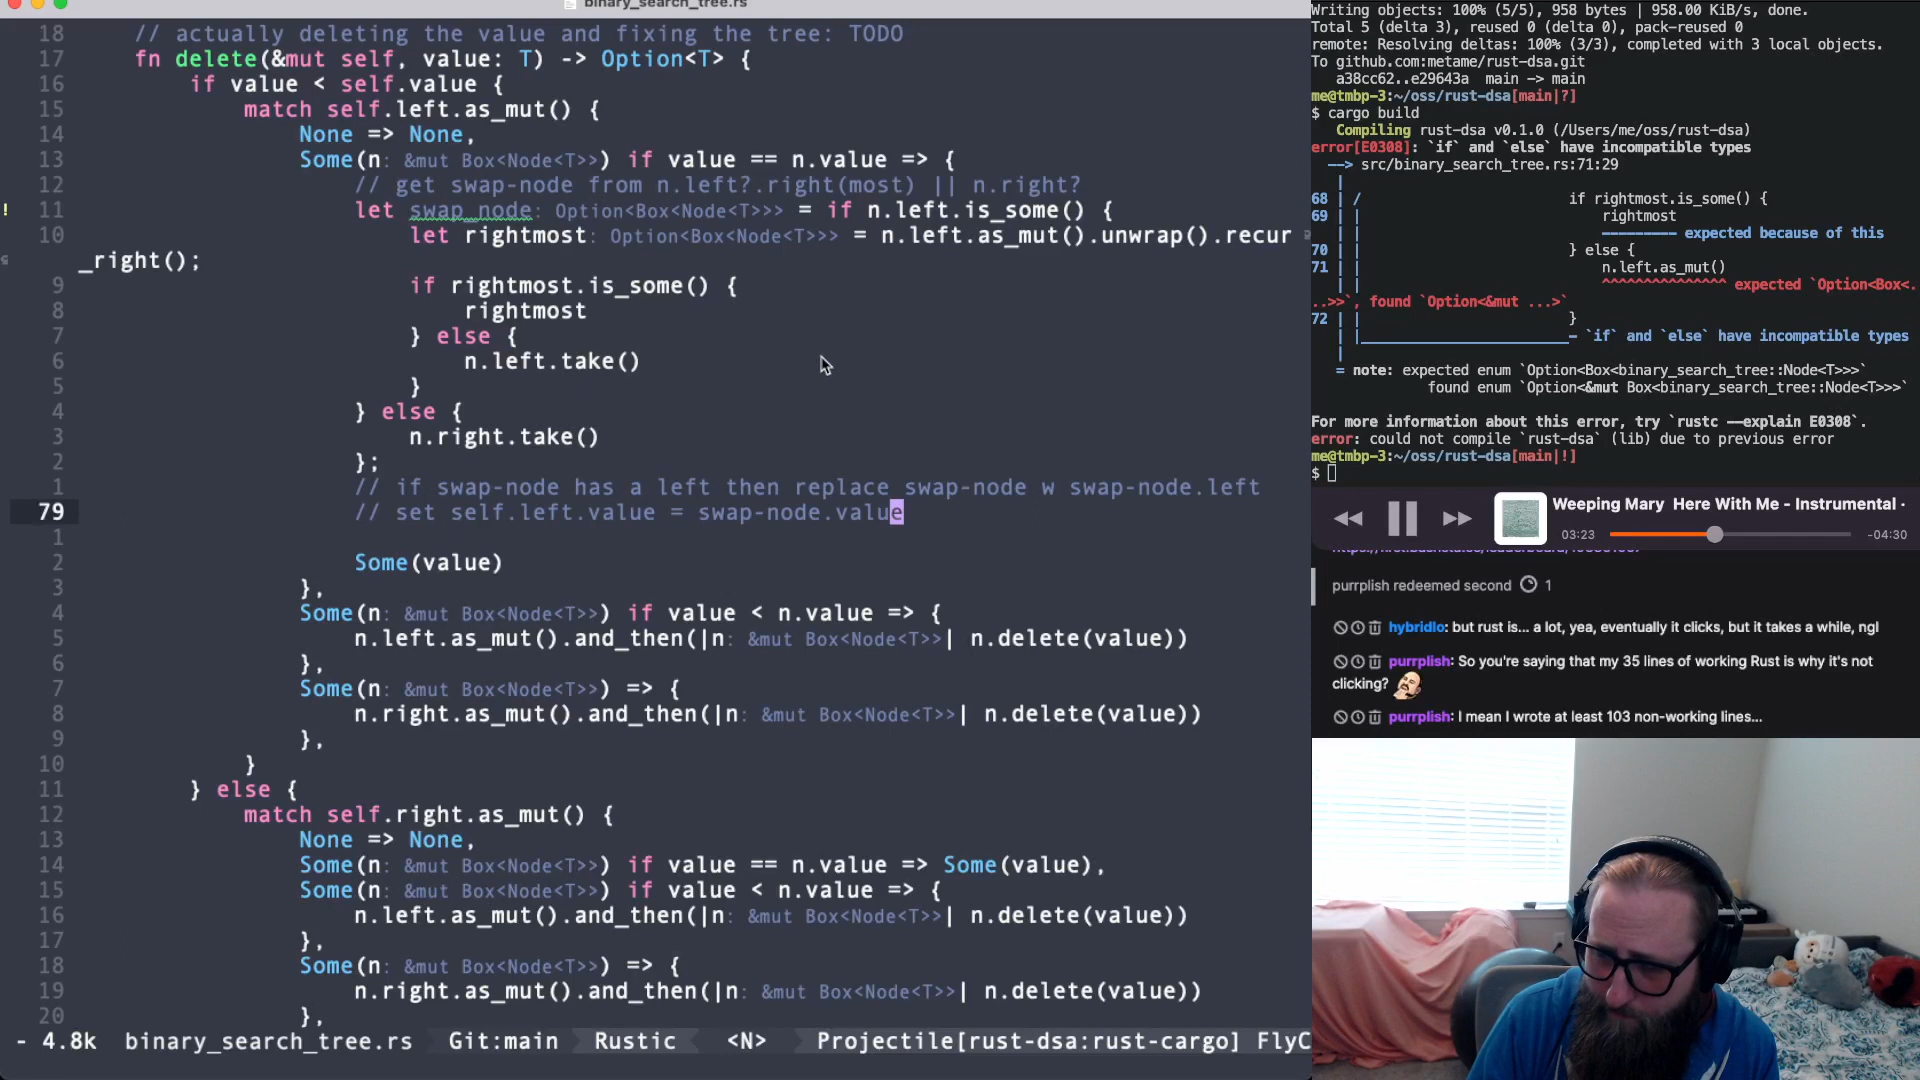 binary_search_tree.rs
18 // actually deleting the value and fixing the tree: TODO
17 fn delete(&mut self, value: T) -> Option<T> {
16 if value < self.value {
15 match self.left.as_mut() {
14 None => None,
13 Some(n: &mut Box<Node<T>>) if value == n.value => {
12 // get swap-node from n.left?.right(most) || n.right?
! 11 let swap_node: Option<Box<Node<T>>> = if n.left.is_some() {
10 let rightmost: Option<Box<Node<T>>> = n.left.as_mut().unwrap().recur
_right();
9 if rightmost.is_some() {
8 rightmost
7 } else {
6 n.left.take()
5 }
4 } else {
3 n.right.take()
2 };
1 // if swap-node has a left then replace swap-node w swap-node.left
79 // set self.left.value = swap-node.value
1
2 Some(value)
3 },
4 Some(n: &mut Box<Node<T>>) if value < n.value => {
5 n.left.as_mut().and_then(|n: &mut Box<Node<T>>| n.delete(value))
6 },
7 Some(n: &mut Box<Node<T>>) => {
8 n.right.as_mut().and_then(|n: &mut Box<Node<T>>| n.delete(value))
9 },
10 }
11 } else {
12 match self.right.as_mut() {
13 None => None,
14 Some(n: &mut Box<Node<T>>) if value == n.value => Some(value),
15 Some(n: &mut Box<Node<T>>) if value < n.value => {
16 n.left.as_mut().and_then(|n: &mut Box<Node<T>>| n.delete(value))
17 },
18 Some(n: &mut Box<Node<T>>) => {
19 n.right.as_mut().and_then(|n: &mut Box<Node<T>>| n.delete(value))
20 },
- 4.8k binary_search_tree.rs Git:main Rustic <N> Projectile[rust-dsa:rust-cargo] FlyC
Writing objects: 100% (5/5), 958 bytes | 958.00 KiB/s, done.
Total 5 (delta 3), reused 0 (delta 0), pack-reused 0
remote: Resolving deltas: 100% (3/3), completed with 3 local objects.
To github.com:metame/rust-dsa.git
a38cc62..e29643a main -> main
me@tmbp-3:~/oss/rust-dsa[main|?]
$ cargo build
Compiling rust-dsa v0.1.0 (/Users/me/oss/rust-dsa)
error[E0308]: `if` and `else` have incompatible types
--> src/binary_search_tree.rs:71:29
|
68 | / if rightmost.is_some() {
69 | | rightmost
| | --------- expected because of this
70 | | } else {
71 | | n.left.as_mut()
| | ^^^^^^^^^^^^^^^ expected `Option<Box<.
..>>`, found `Option<&mut ...>`
72 | | }
| |_________________________- `if` and `else` have incompatible types
|
= note: expected enum `Option<Box<binary_search_tree::Node<T>>>`
found enum `Option<&mut Box<binary_search_tree::Node<T>>>`
For more information about this error, try `rustc --explain E0308`.
error: could not compile `rust-dsa` (lib) due to previous error
me@tmbp-3:~/oss/rust-dsa[main|!]
$
Weeping Mary Here With Me - Instrumental ·
03:23 -04:30
purrplish redeemed second 1
hybridlo: but rust is... a lot, yea, eventually it clicks, but it takes a while, ngl
purrplish: So you're saying that my 35 lines of working Rust is why it's not
clicking?
purrplish: I mean I wrote at least 103 non-working lines...